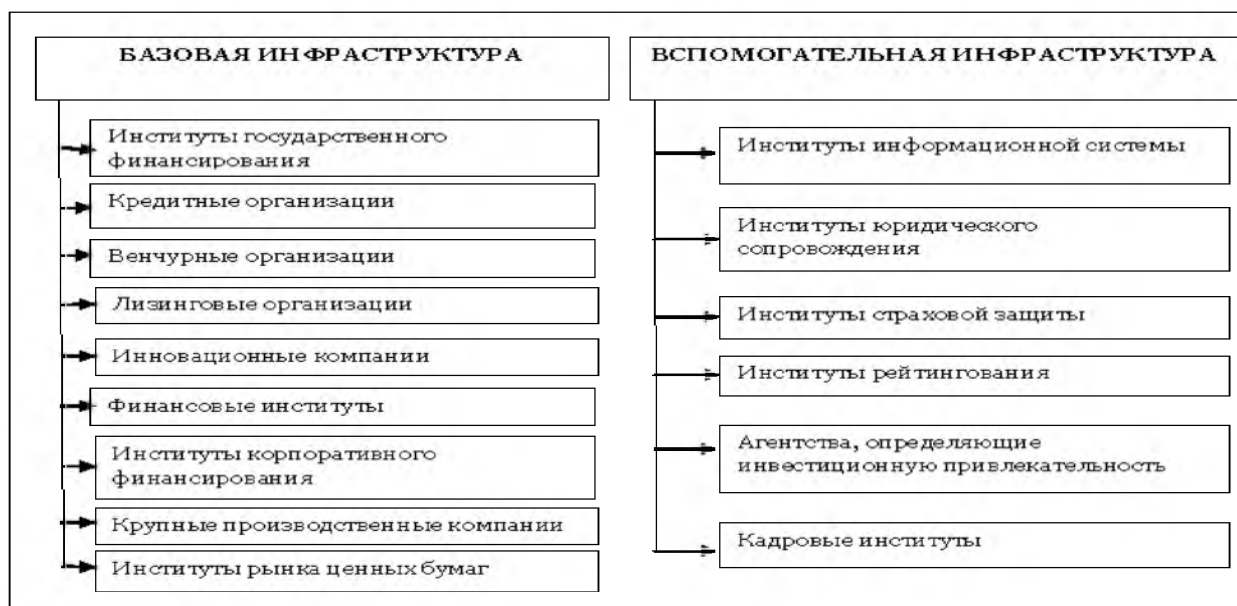 БАЗОВАЯ ИНФРАСТРУКТУРА
Институты государственного
финансирования
Кредитные организации
Венчурные организации
Лизинговые организации
Инновационные компании
Финансовые институты
Институты корпоративного
финансирования
Крупные производственные компании
Институты рынка ценных бумаг
ВСПОМОГАТЕЛЬНАЯ ИНФРАСТРУКТУРА
Институты информационной системы
Институты юридического
сопровождения
Институты страховой защиты
Институты рейтингования
Агентства, определяющие
инвестиционную привлекательность
Кадровые институты